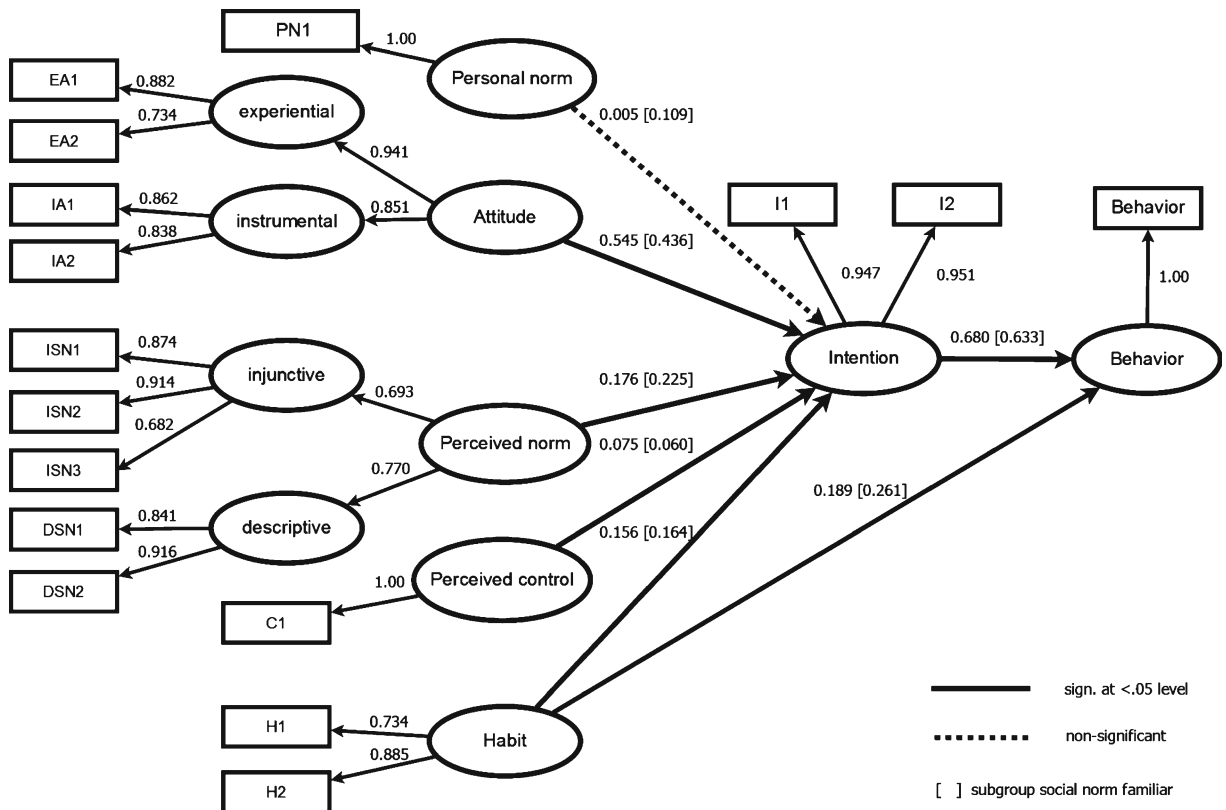 PN1
1.00
Personal norm
EA1
0.882
experiential
EA2
0.734
0.005 [0.109]
0.941
IA1
0.862
instrumental
0.851
Attitude
IA2
0.838
0.545 [0.436]
I1
I2
Behavior
0.947
0.951
1.00
ISN1
0.874
injunctive
Intention
0.680 [0.633]
Behavior
ISN2
0.914
0.693
0.176 [0.225]
0.682
Perceived norm
0.075 [0.060]
ISN3
0.770
0.189 [0.261]
DSN1
0.841
descriptive
0.156 [0.164]
0.916
DSN2
1.00
Perceived control
C1
H1
0.734
Habit
0.885
H2
sign. at <.05 level
non-significant
[ ] subgroup social norm familiar